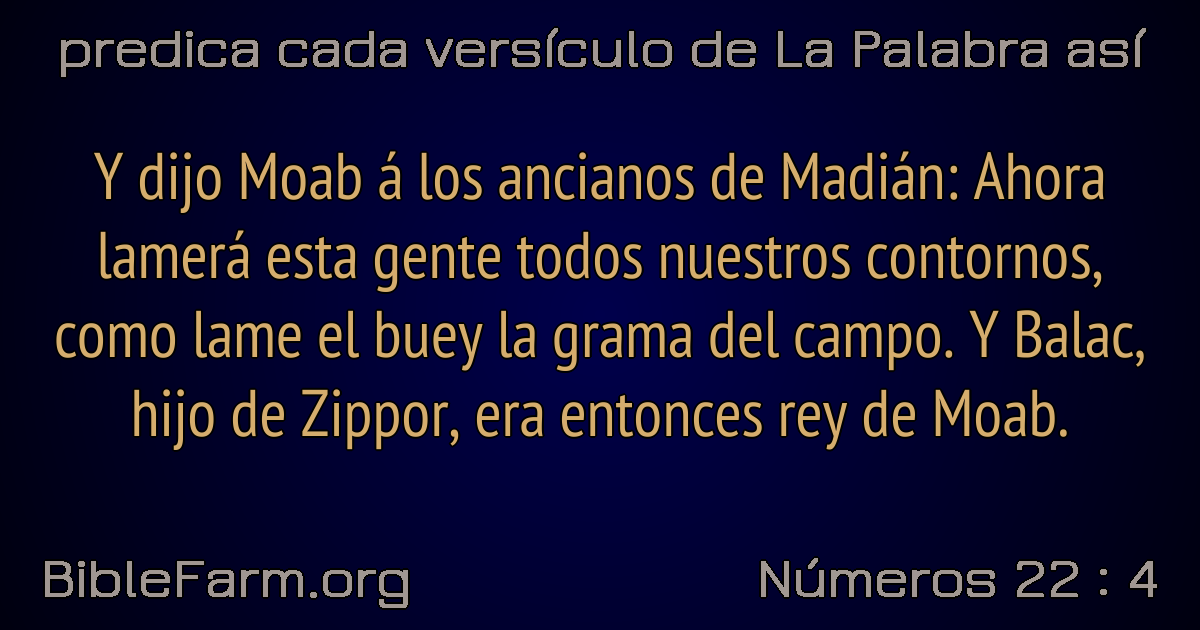 predica cada versículo de La Palabra así
Y dijo Moab á los ancianos de Madián: Ahora
lamerá esta gente todos nuestros contornos,
como lame el buey la grama del campo. Y Balac,
hijo de Zippor, era entonces rey de Moab.
BibleFarm.org
Números 22 : 4